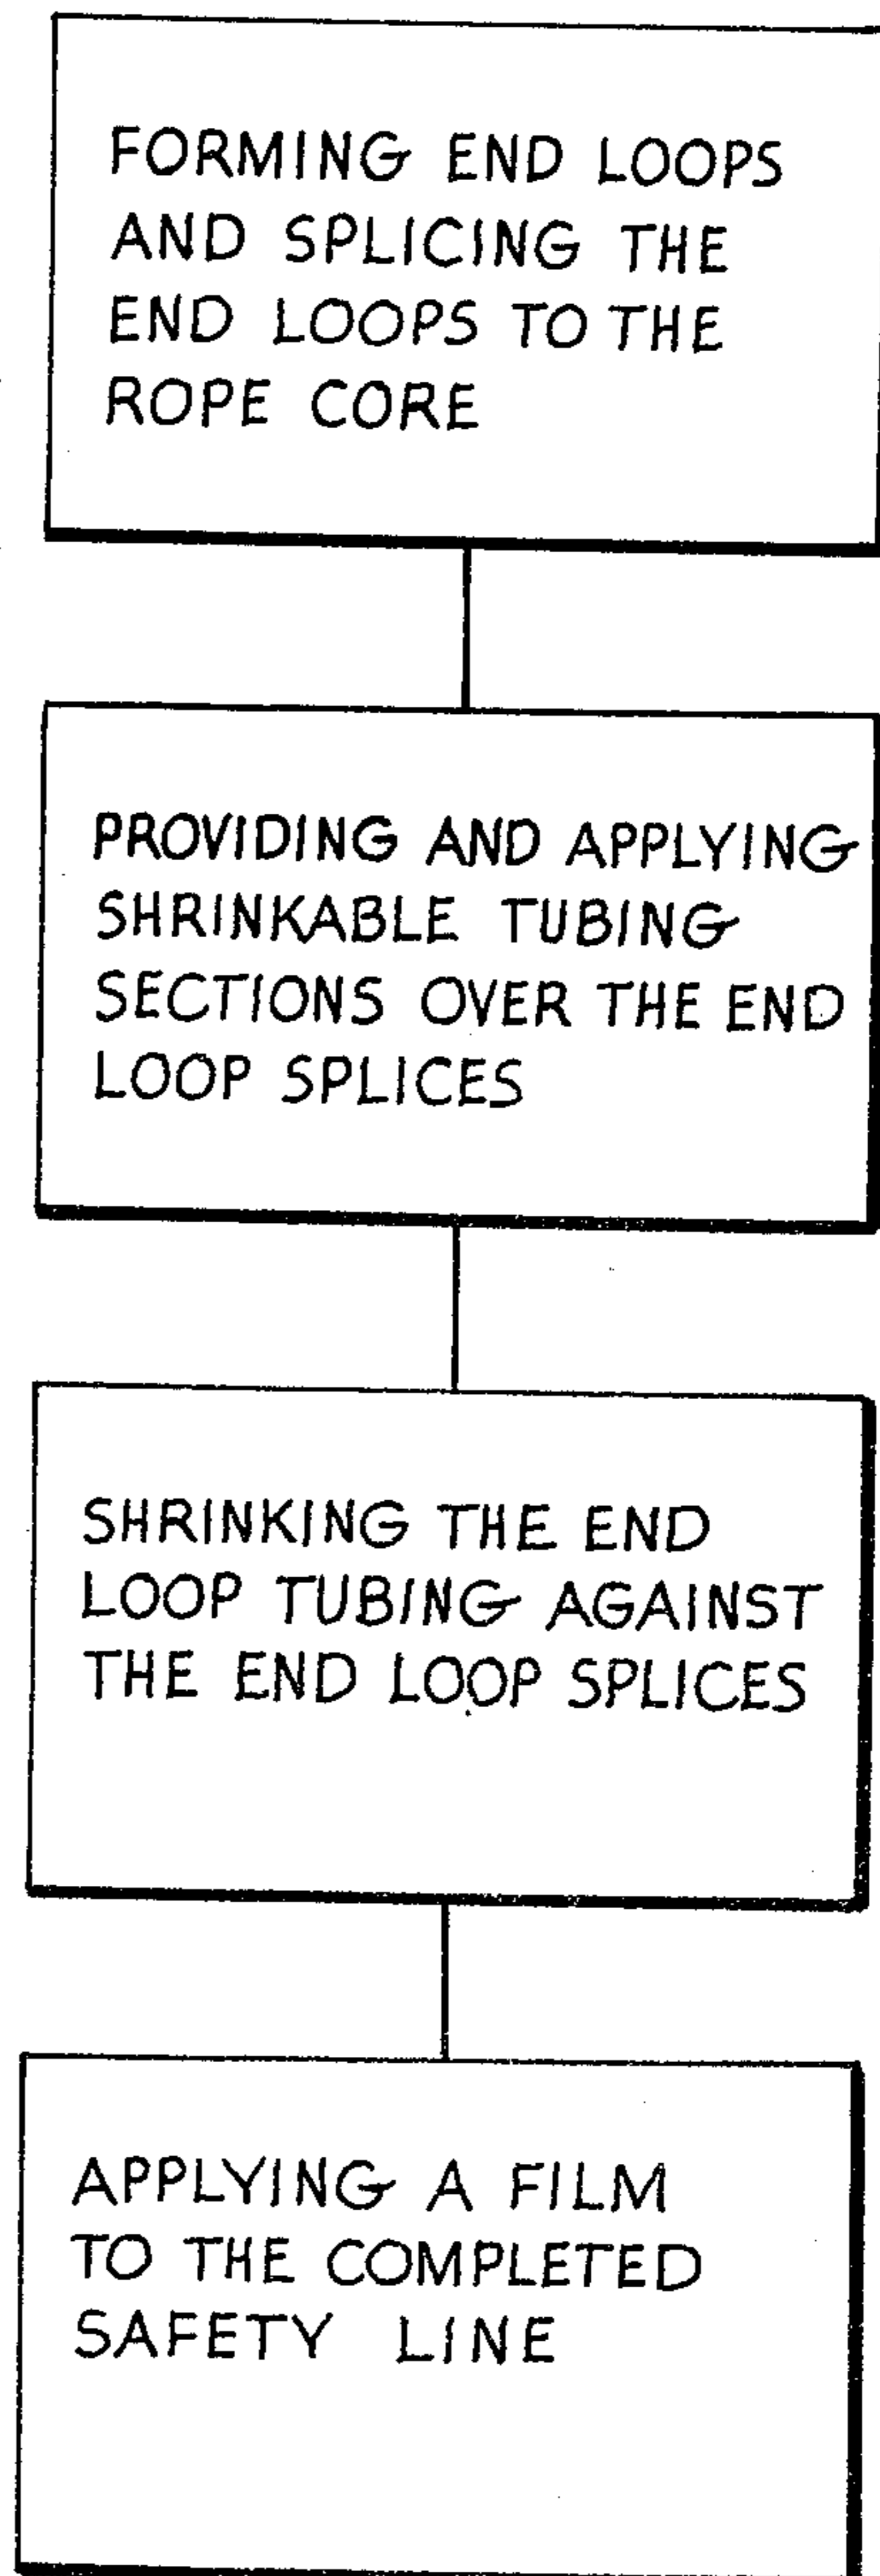 FORMING END LOOPS
AND SPLICING THE
END LOOPS TO THE
ROPE CORE
PROVIDING AND APPLYING
SHRINKABLE TUBING
SECTIONS OVER THE END
LOOP SPLICES
SHRINKING THE END
LOOP TUBING AGAINST
THE END LOOP SPLICES
APPLYING A FILM
TO THE COMPLETED
SAFETY LINE